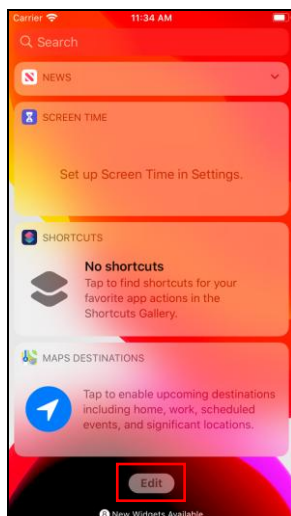 Carrier 11:34 AM
Search
NEWS
SCREEN TIME
Set up Screen Time in Settings.
SHORTCUTS
No shortcuts
Tap to find shortcuts for your
favorite app actions in the
Shortcuts Gallery.
MAPS DESTINATIONS
Tap to enable upcoming destinations
including home, work, scheduled
events, and significant locations.
Edit
8 New Widgets Available